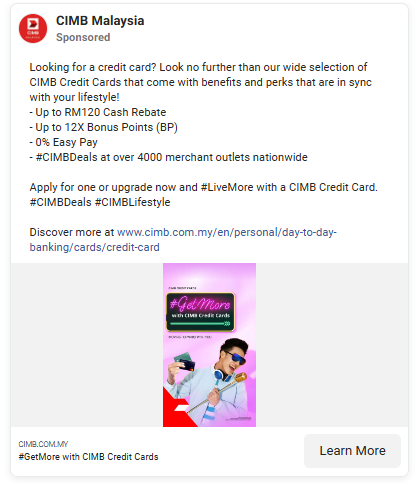 CIMB Malaysia
Sponsored
Looking for a credit card? Look no further than our wide selection of
CIMB Credit Cards that come with benefits and perks that are in sync
with your lifestyle!
- Up to RM120 Cash Rebate
- Up to 12X Bonus Points (BP)
- 0% Easy Pay
- #CIMBDeals at over 4000 merchant outlets nationwide
Apply for one or upgrade now and #LiveMore with a CIMB Credit Card.
#CIMBDeals #CIMBLifestyle
Discover more at www.cimb.com.my/en/personal/day-to-day-
banking/cards/credit-card
CIMB CREDIT CARDS
#GetMore
with CIMB Credit Cards
CIMB.COM.MY
#GetMore with CIMB Credit Cards
Learn More